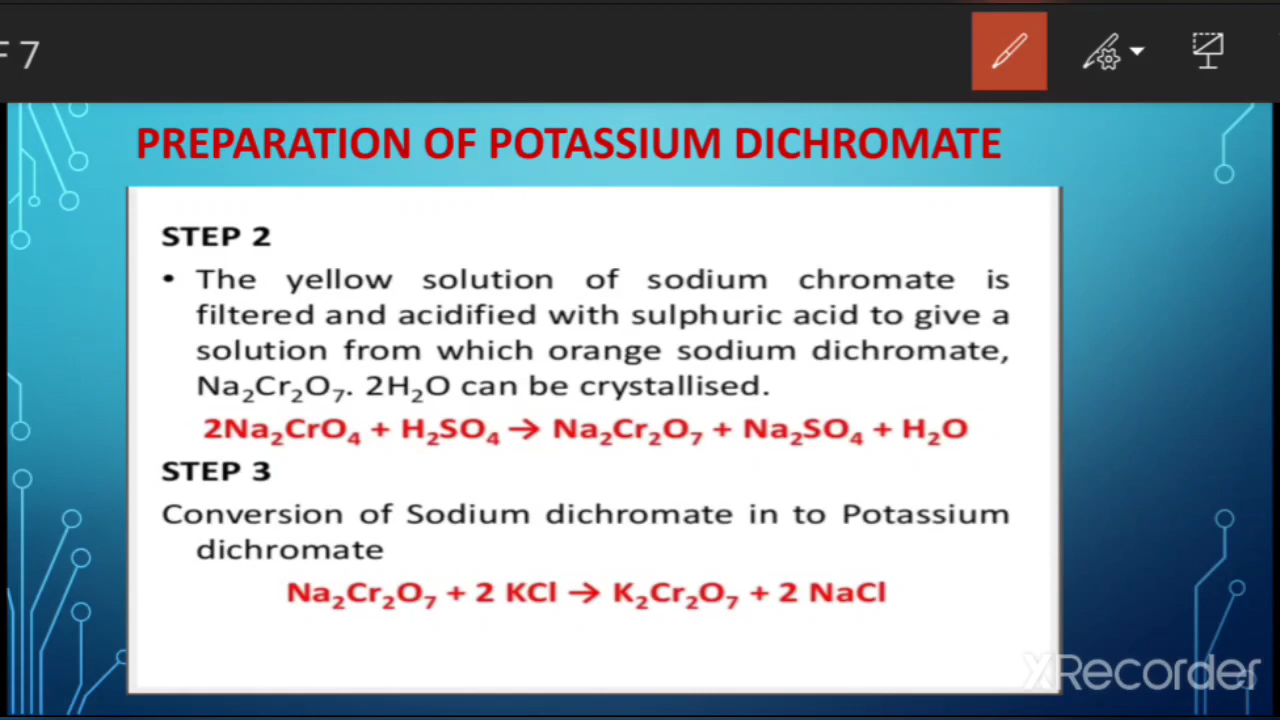 F 7
PREPARATION OF POTASSIUM DICHROMATE
STEP 2
• The yellow solution of sodium chromate is
filtered and acidified with sulphuric acid to give a
solution from which orange sodium dichromate,
Na₂Cr₂O₇. 2H₂O can be crystallised.
2Na₂CrO₄ + H₂SO₄ → Na₂Cr₂O₇ + Na₂SO₄ + H₂O
STEP 3
Conversion of Sodium dichromate in to Potassium
dichromate
Na₂Cr₂O₇ + 2 KCl → K₂Cr₂O₇ + 2 NaCl
XRecorder